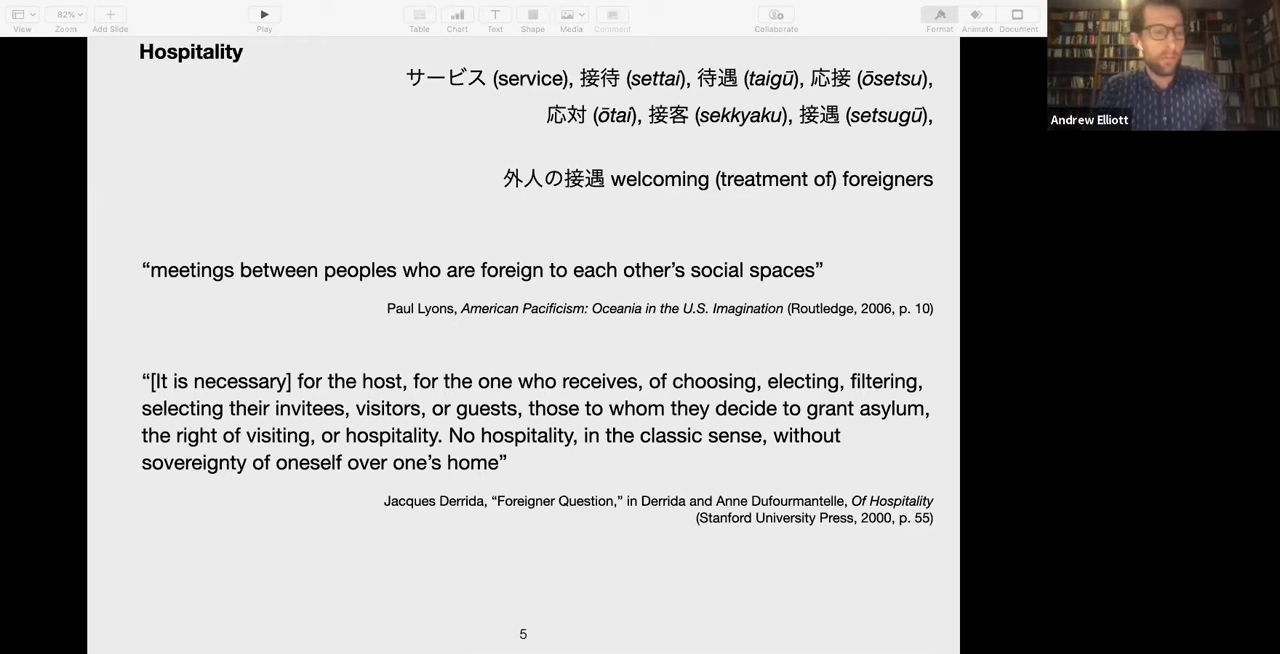 View
82%
Zoom
Add Slide
Play
Table
Chart
Text
Shape
Media
Comment
Collaborate
Format
Animate
Document
Andrew Elliott
Hospitality
サービス (service), 接待 (settai), 待遇 (taigū), 応接 (ōsetsu),
応対 (ōtai), 接客 (sekkyaku), 接遇 (setsugū),
外人の接遇 welcoming (treatment of) foreigners
“meetings between peoples who are foreign to each other’s social spaces”
Paul Lyons, American Pacificism: Oceania in the U.S. Imagination (Routledge, 2006, p. 10)
“[It is necessary] for the host, for the one who receives, of choosing, electing, filtering,
selecting their invitees, visitors, or guests, those to whom they decide to grant asylum,
the right of visiting, or hospitality. No hospitality, in the classic sense, without
sovereignty of oneself over one’s home”
Jacques Derrida, “Foreigner Question,” in Derrida and Anne Dufourmantelle, Of Hospitality
(Stanford University Press, 2000, p. 55)
5